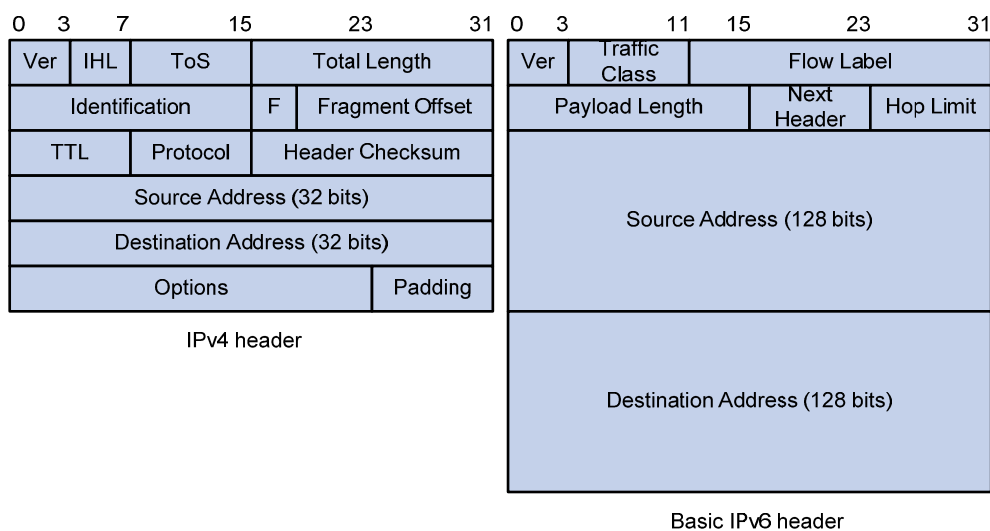 0 3 7 15 23 31
Ver IHL ToS Total Length
Identification F Fragment Offset
TTL Protocol Header Checksum
Source Address (32 bits)
Destination Address (32 bits)
Options Padding
IPv4 header
0 3 11 15 23 31
Ver Traffic Class Flow Label
Payload Length Next Header Hop Limit
Source Address (128 bits)
Destination Address (128 bits)
Basic IPv6 header